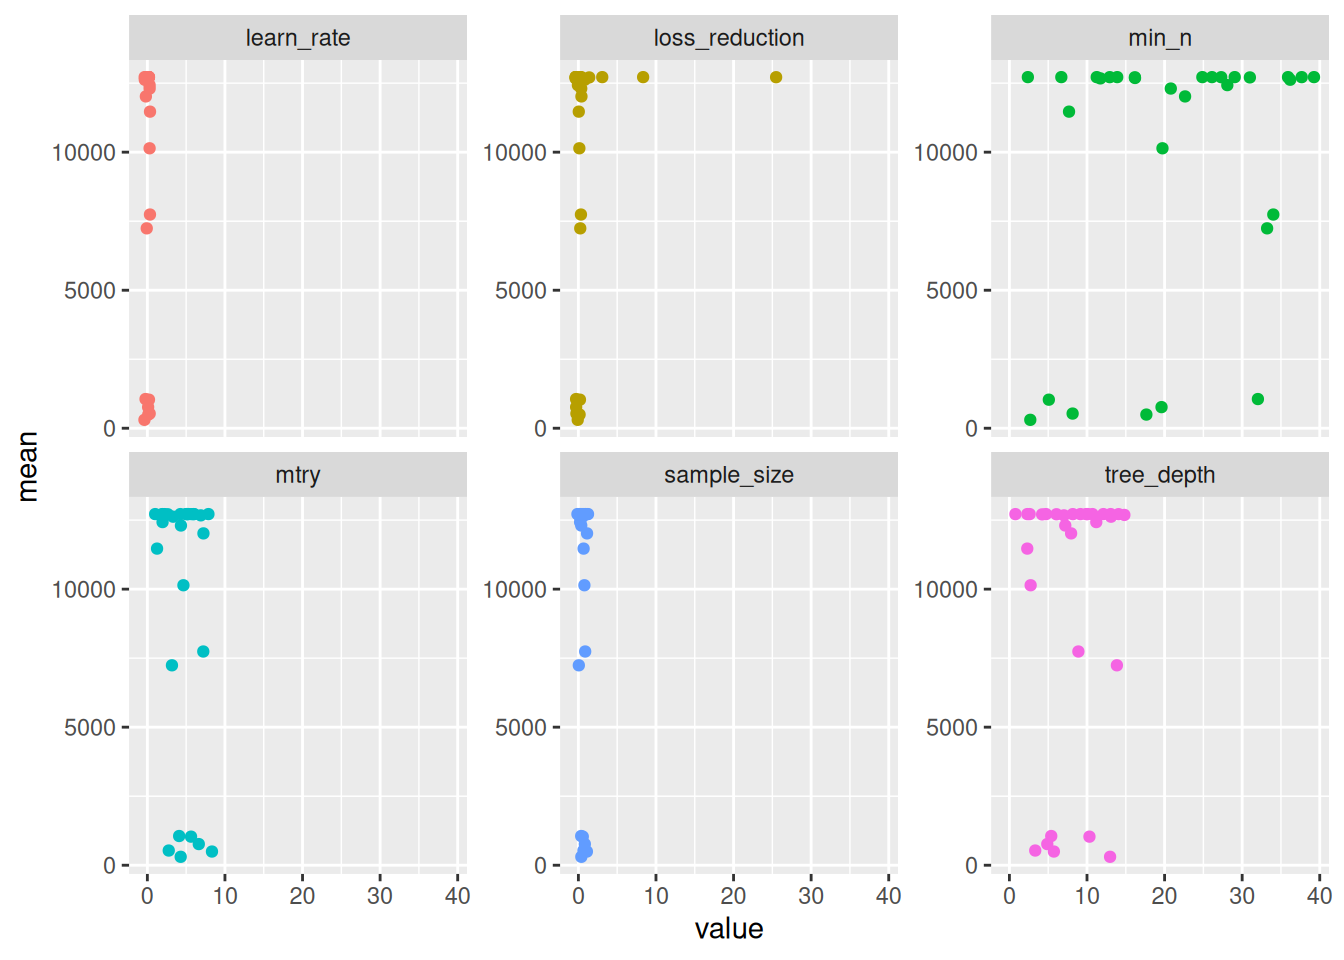 learn_rate loss_reduction min_n
10000 10000 10000
5000 5000 5000
0 0 0
mean
mtry sample_size tree_depth
10000 10000 10000
5000 5000 5000
0 0 0
0 10 20 30 40 0 10 20 30 40 0 10 20 30 40
value